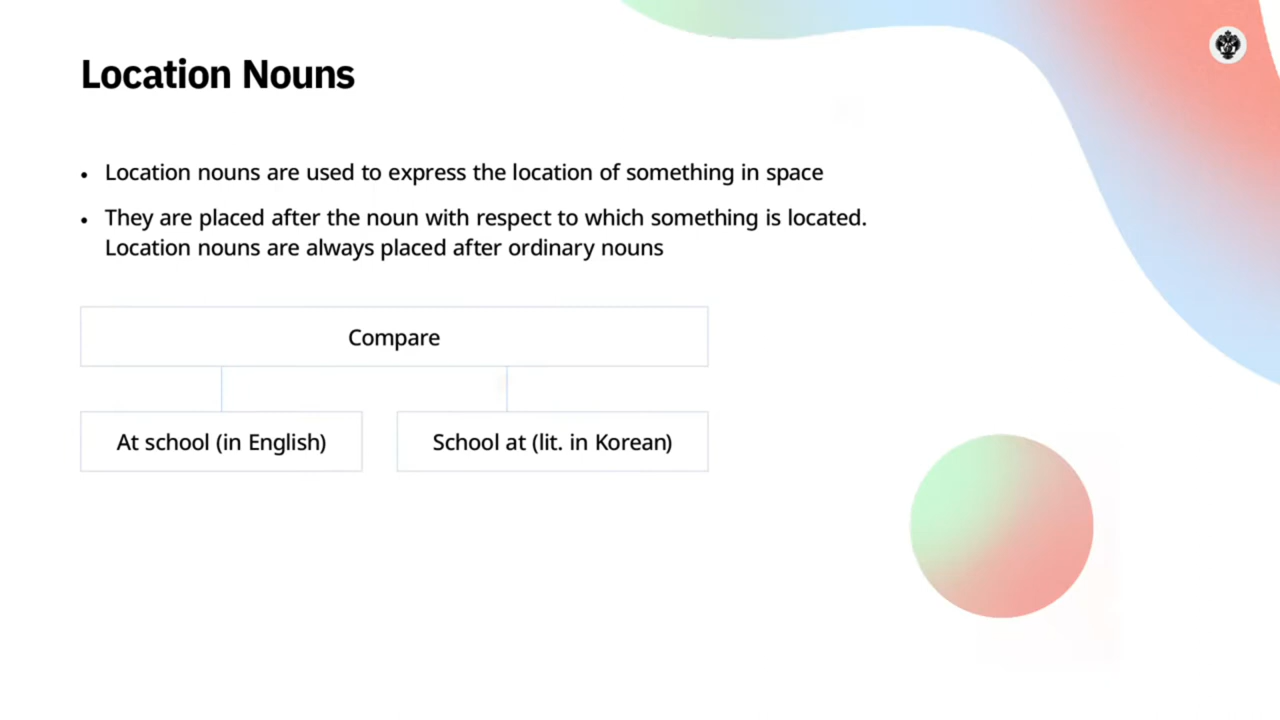 Location Nouns
• Location nouns are used to express the location of something in space
• They are placed after the noun with respect to which something is located.
Location nouns are always placed after ordinary nouns
Compare
At school (in English)
School at (lit. in Korean)